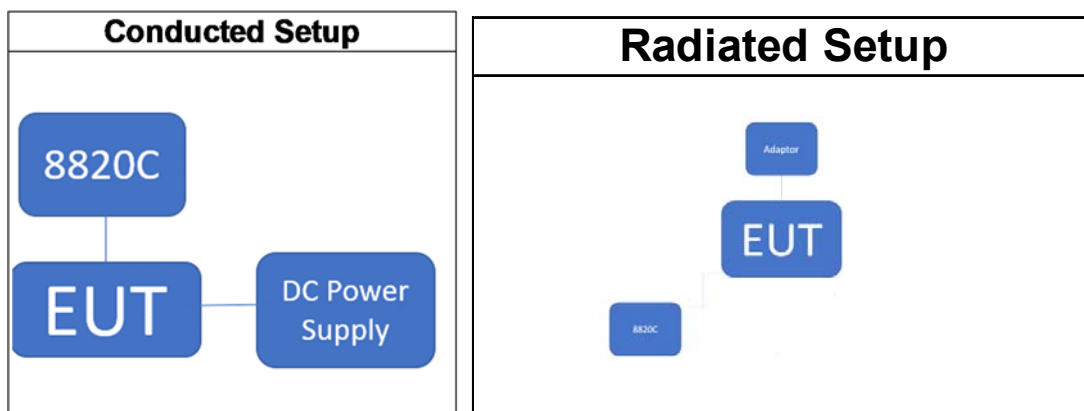 Conducted Setup
8820C
EUT
DC Power
Supply
Radiated Setup
Adaptor
EUT
8820C